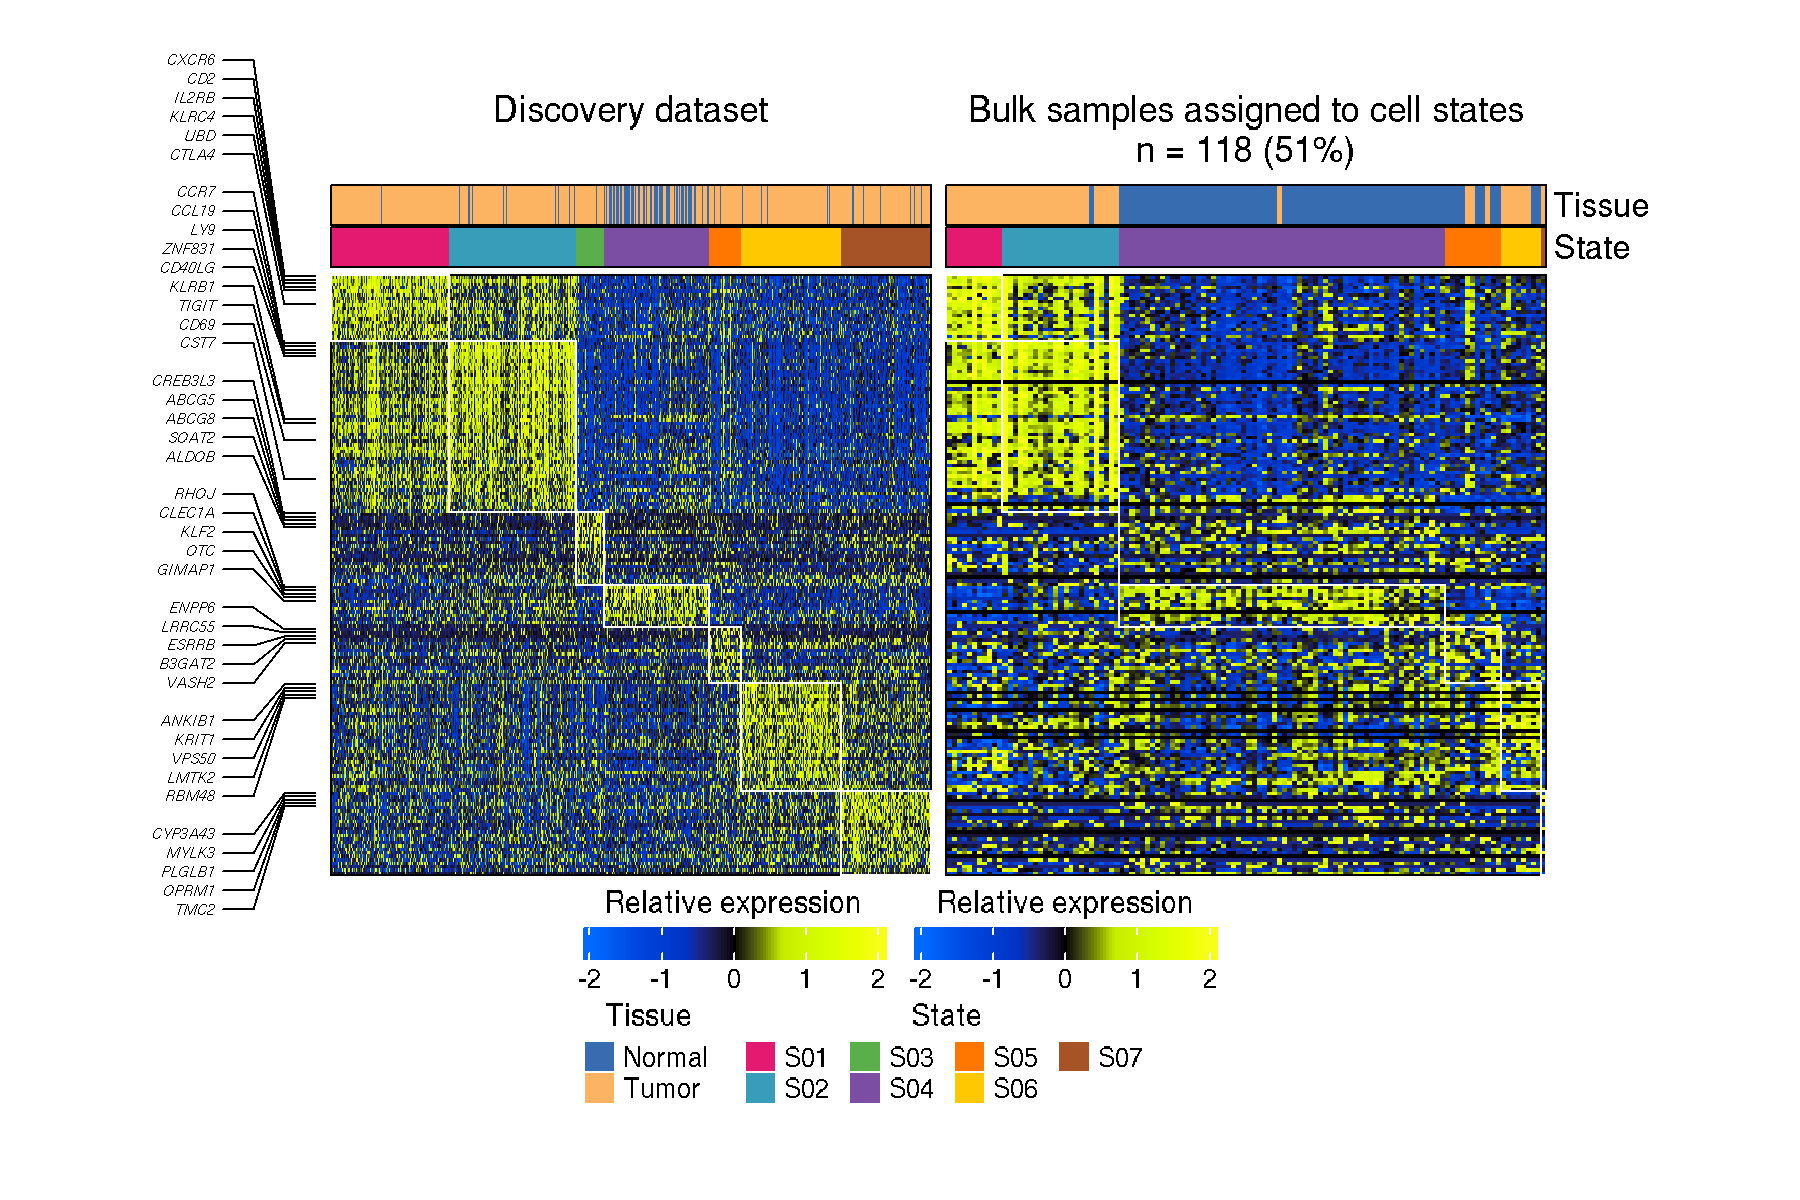 CXCR6
CD2
IL2RB
KLRC4
UBD
CTLA4
CCR7
CCL19
LY9
ZNF831
CD40LG
KLRB1
TIGIT
CD69
CST7
CREB3L3
ABCG5
ABCG8
SOAT2
ALDOB
RHOJ
CLEC1A
KLF2
OTC
GIMAP1
ENPP6
LRRC55
ESRRB
B3GAT2
VASH2
ANKIB1
KRIT1
VPS50
LMTK2
RBM48
CYP3A43
MYLK3
PLGLB1
OPRM1
TMC2
Discovery dataset
Bulk samples assigned to cell states
n = 118 (51%)
Tissue
State
Relative expression
-2 -1 0 1 2
Relative expression
-2 -1 0 1 2
Tissue
Normal
Tumor
State
S01 S03 S05 S07
S02 S04 S06